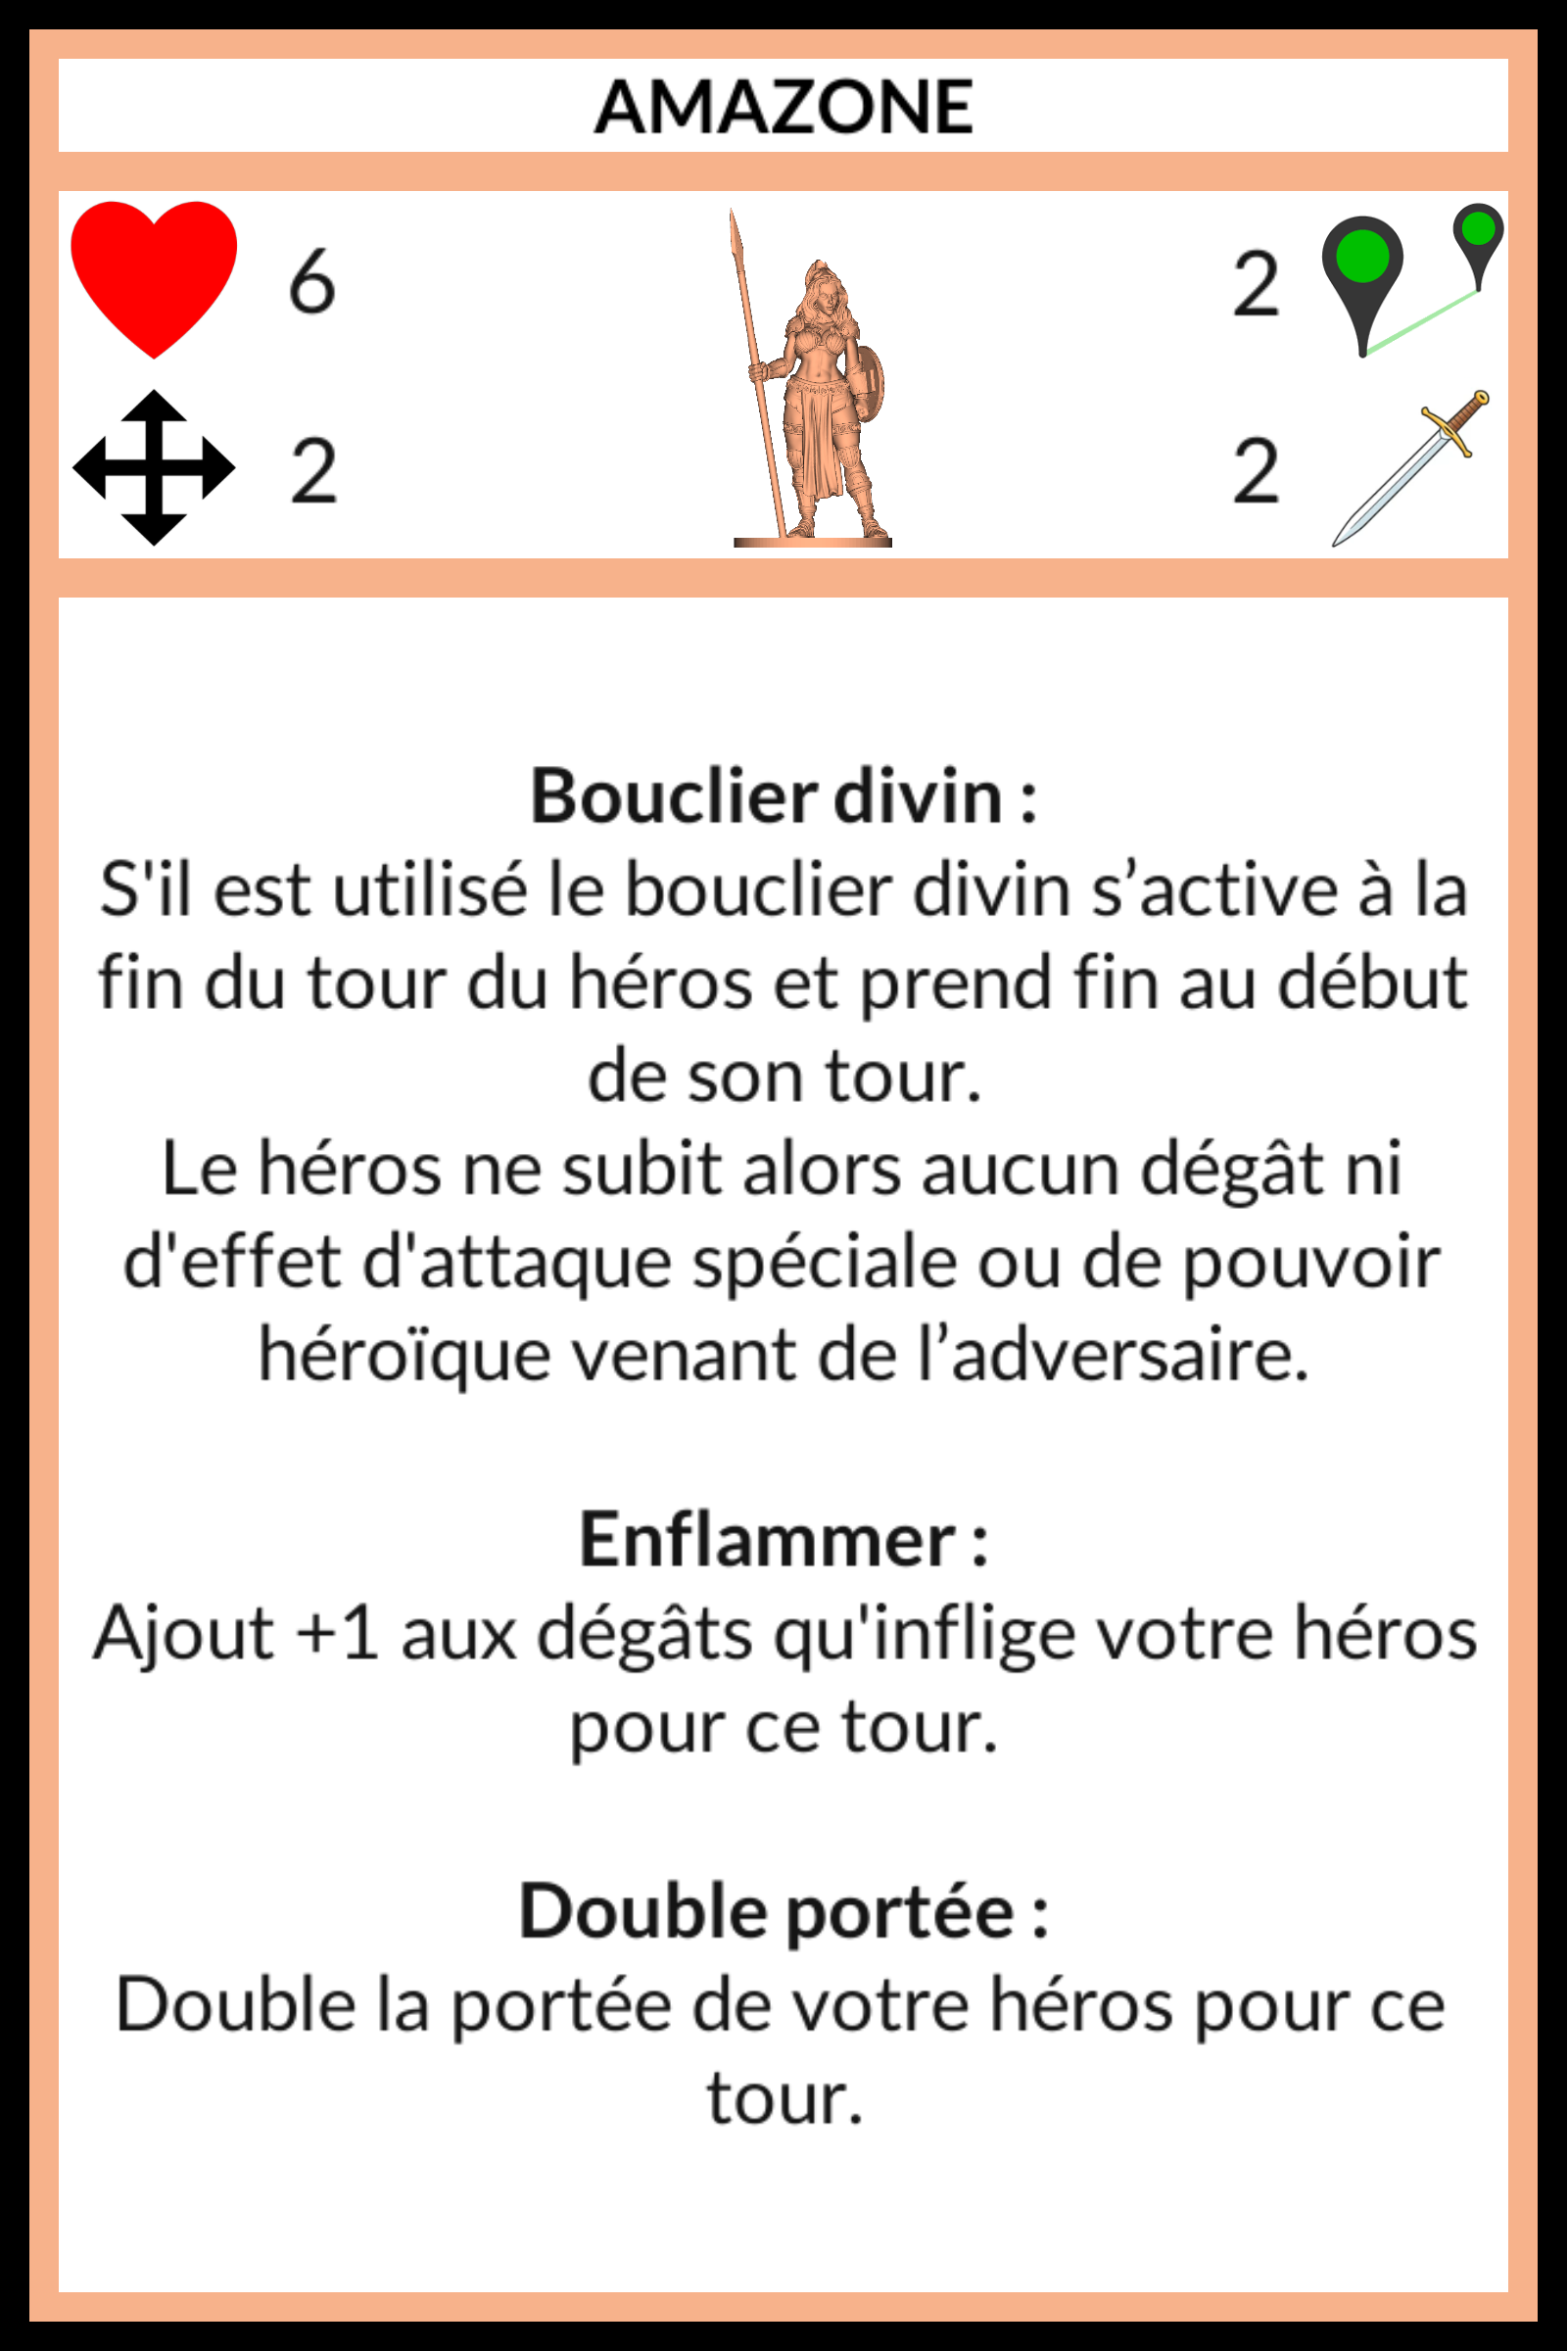 AMAZONE
6
2
2
2
Bouclier divin :
S'il est utilisé le bouclier divin s’active à la
fin du tour du héros et prend fin au début
de son tour.
Le héros ne subit alors aucun dégât ni
d'effet d'attaque spéciale ou de pouvoir
héroïque venant de l’adversaire.
Enflammer :
Ajout +1 aux dégâts qu'inflige votre héros
pour ce tour.
Double portée :
Double la portée de votre héros pour ce
tour.